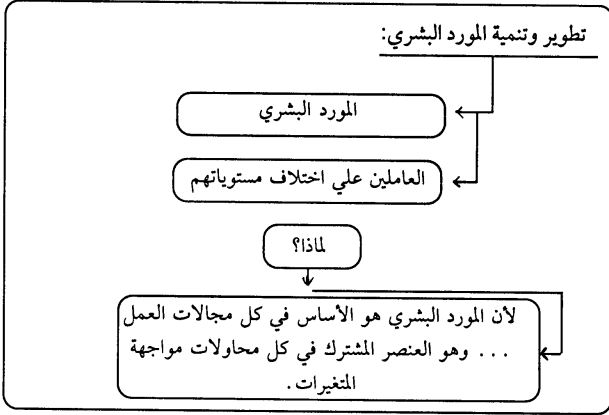 تطوير وتنمية المورد البشري:
المورد البشري
العاملين علي اختلاف مستوياتهم
لماذا؟
لأن المورد البشري هو الأساس في كل مجالات العمل
... وهو العنصر المشترك في كل محاولات مواجهة
المتغيرات.